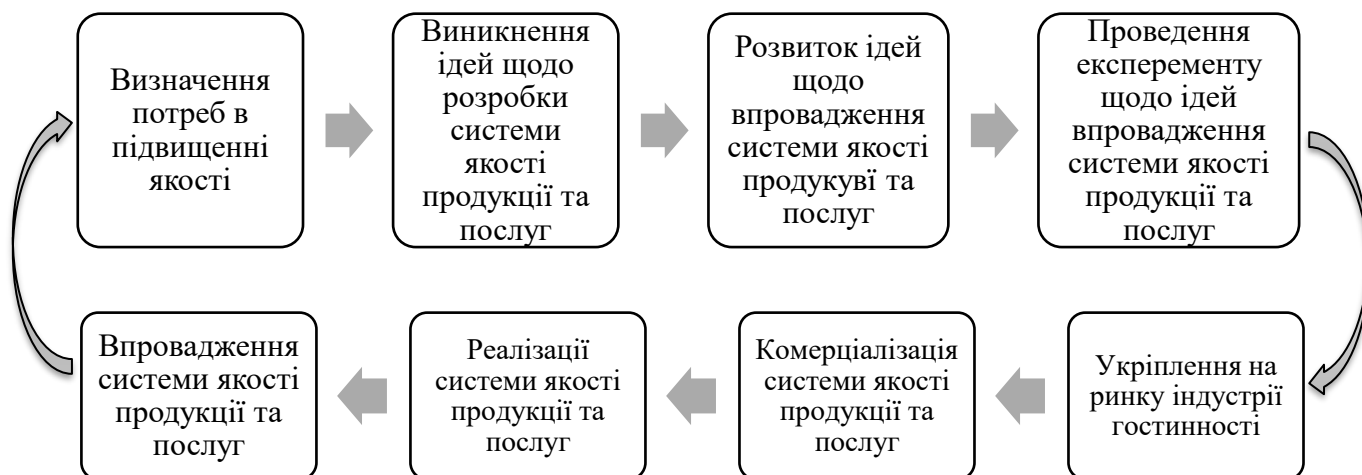 Визначення
потреб в
підвищенні
якості
Виникнення
ідей щодо
розробки
системи
якості
продукції та
послуг
Розвиток ідей
щодо
впровадження
системи якості
продукувї та
послуг
Проведення
експеременту
щодо ідей
впровадження
системи якості
продукції та
послуг
Укріплення на
ринку індустрії
гостинності
Комерціалізація
системи якості
продукції та
послуг
Реалізації
системи якості
продукції та
послуг
Впровадження
системи якості
продукції та
послуг